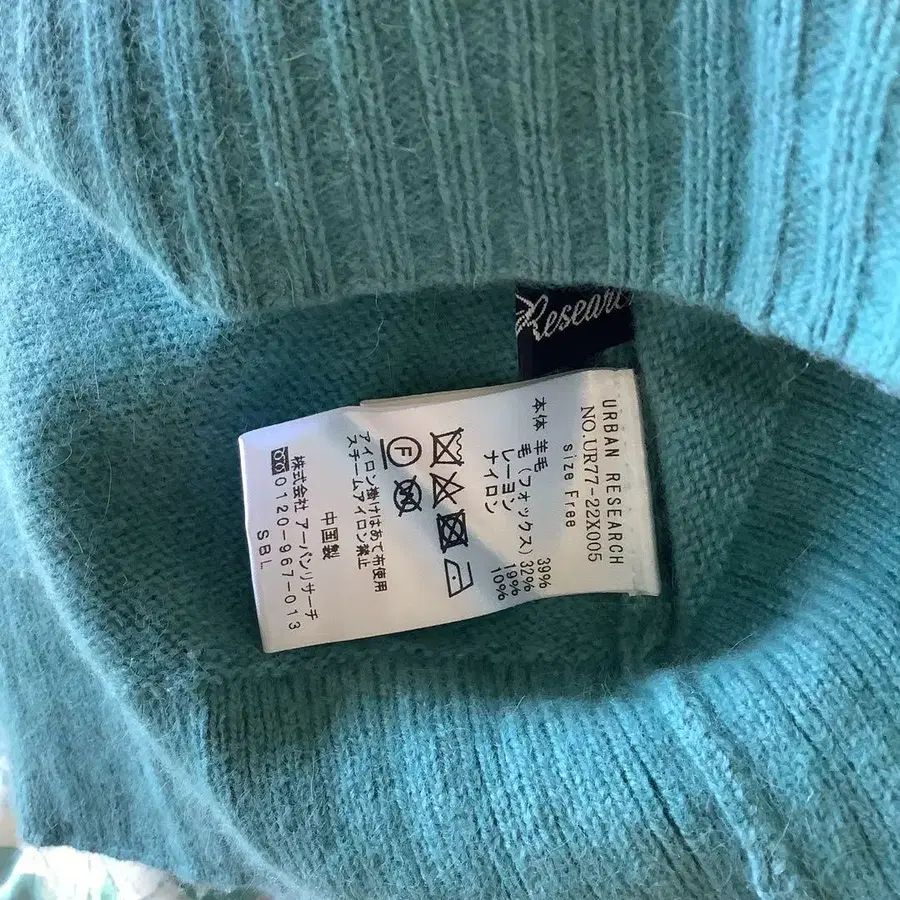 Research
URBAN RESEARCH
NO.UR77-22X005
size Free
本体 羊毛 39%
毛(フォックス) 32%
レーヨン 19%
ナイロン 10%
F
アイロン掛けはあて布使用
スチームアイロン禁止
中国製
株式会社 アーバンリサーチ
0120-967-013
SBL